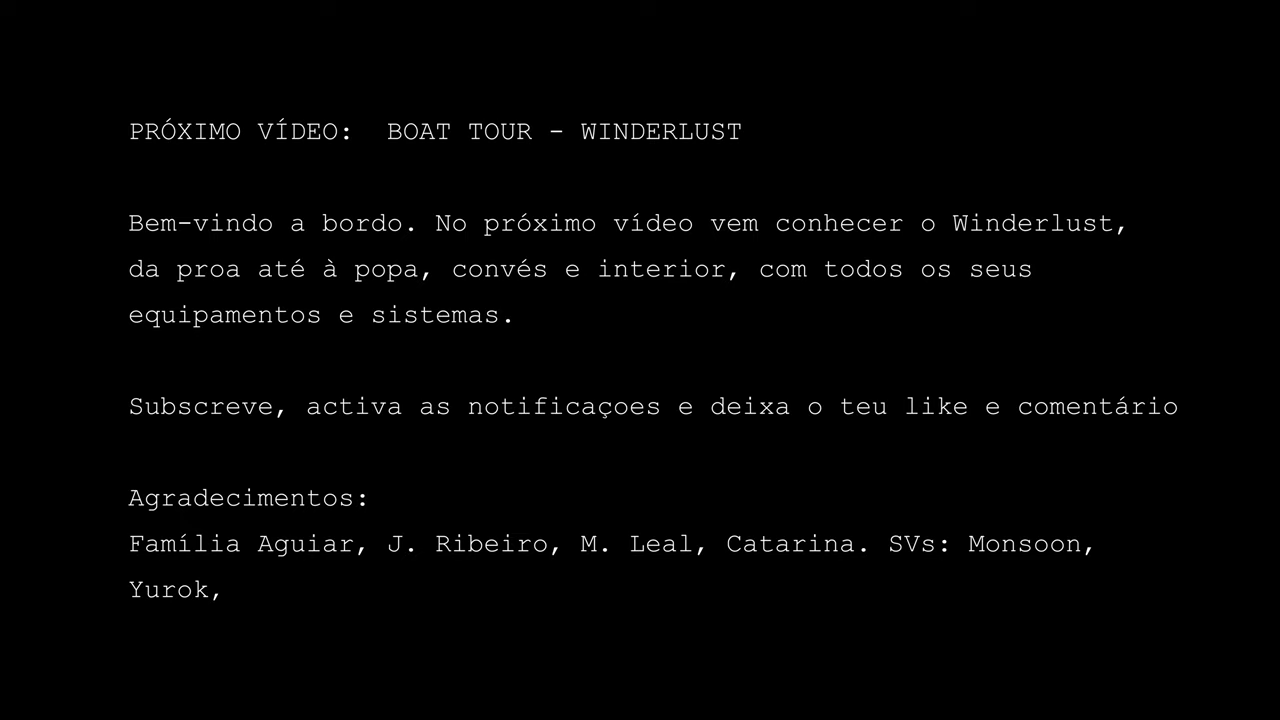 PRÓXIMO VÍDEO:  BOAT TOUR - WINDERLUST
Bem-vindo a bordo. No próximo vídeo vem conhecer o Winderlust,
da proa até à popa, convés e interior, com todos os seus
equipamentos e sistemas.
Subscreve, activa as notificaçoes e deixa o teu like e comentário
Agradecimentos:
Família Aguiar, J. Ribeiro, M. Leal, Catarina. SVs: Monsoon,
Yurok,